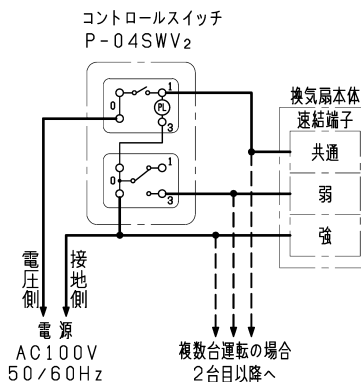 コントロールスイッチ
P-04SWV₂
換気扇本体
速結端子
共通
弱
強
0
1
PL
3
0
1
3
電圧側
接地側
電源
AC100V
50/60Hz
複数台運転の場合
2台目以降へ